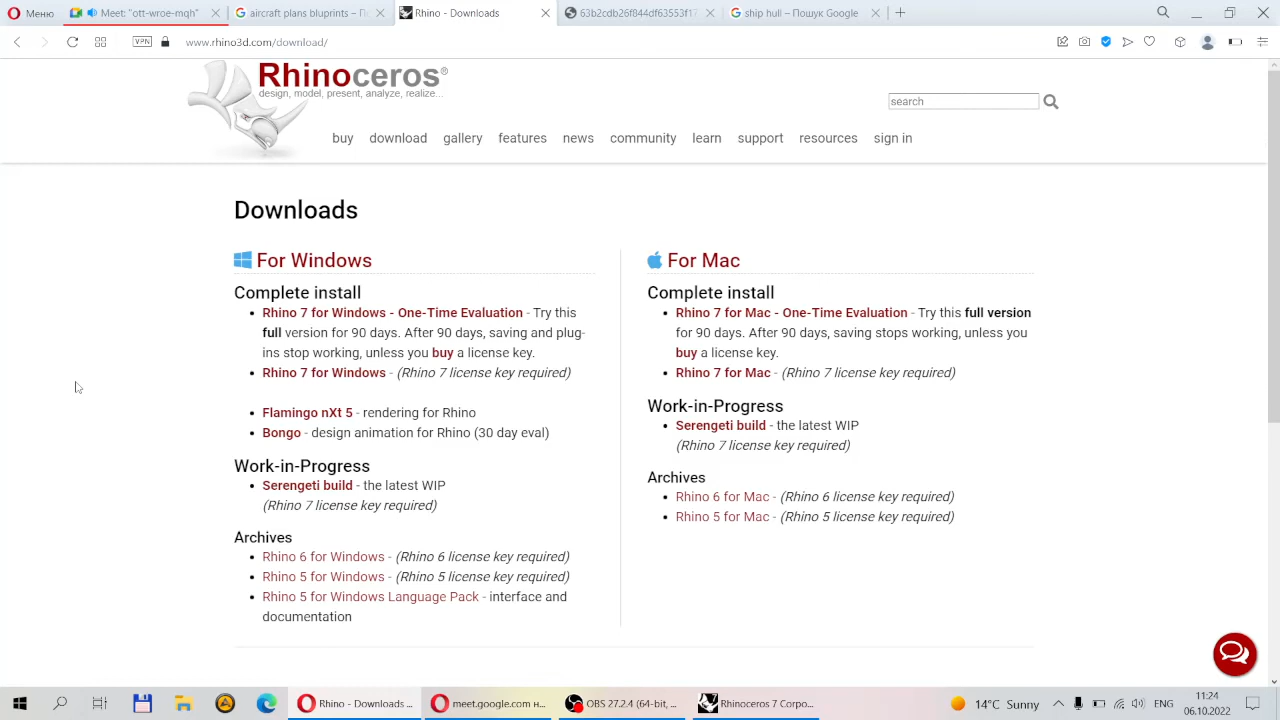 Меню
Meet: "ott-
Rhino - Downloads
63b2cdb2f86f844df63553f17
ship hull – Пошук Google
VPN
www.rhino3d.com/download/
Rhinoceros®
design, model, present, analyze, realize...
search
buy download gallery features news community learn support resources sign in
Downloads
For Windows
Complete install
Rhino 7 for Windows - One-Time Evaluation - Try this
full version for 90 days. After 90 days, saving and plug-
ins stop working, unless you buy a license key.
Rhino 7 for Windows - (Rhino 7 license key required)
Flamingo nXt 5 - rendering for Rhino
Bongo - design animation for Rhino (30 day eval)
Work-in-Progress
Serengeti build - the latest WIP
(Rhino 7 license key required)
Archives
Rhino 6 for Windows - (Rhino 6 license key required)
Rhino 5 for Windows - (Rhino 5 license key required)
Rhino 5 for Windows Language Pack - interface and
documentation
For Mac
Complete install
Rhino 7 for Mac - One-Time Evaluation - Try this full version
for 90 days. After 90 days, saving stops working, unless you
buy a license key.
Rhino 7 for Mac - (Rhino 7 license key required)
Work-in-Progress
Serengeti build - the latest WIP
(Rhino 7 license key required)
Archives
Rhino 6 for Mac - (Rhino 6 license key required)
Rhino 5 for Mac - (Rhino 5 license key required)
Rhino - Downloads ...
meet.google.com н...
OBS 27.2.4 (64-bit, ...
Rhinoceros 7 Corpo...
14°C Sunny
ENG
11:24
06.10.2022